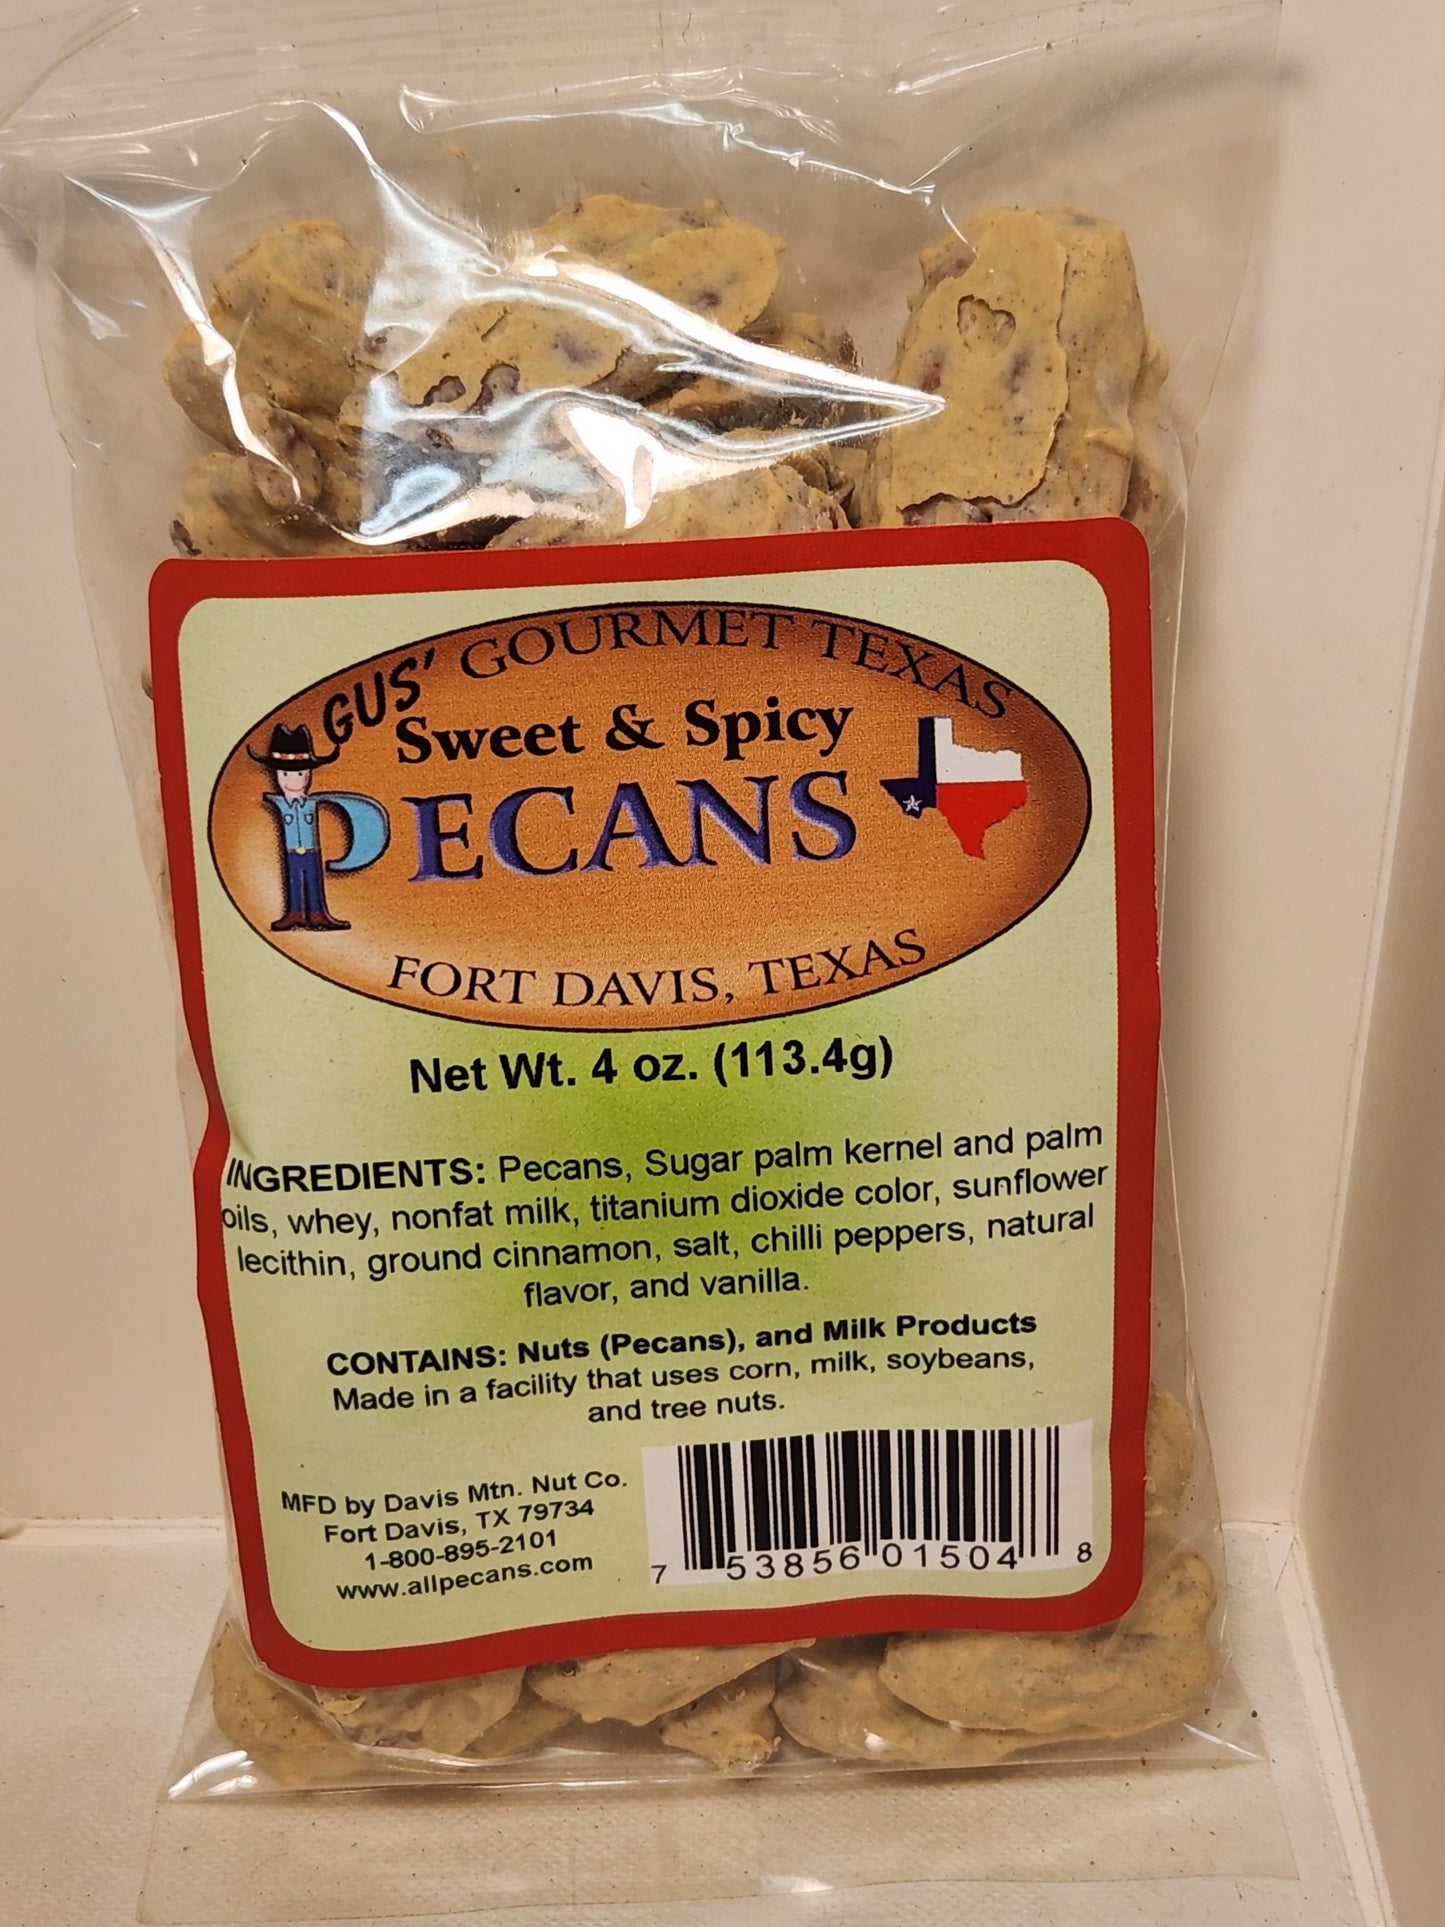 GUS' GOURMET TEXAS
Sweet & Spicy
PECANS
FORT DAVIS, TEXAS
Net Wt. 4 oz. (113.4g)
INGREDIENTS: Pecans, Sugar palm kernel and palm
oils, whey, nonfat milk, titanium dioxide color, sunflower
lecithin, ground cinnamon, salt, chilli peppers, natural
flavor, and vanilla.
CONTAINS: Nuts (Pecans), and Milk Products
Made in a facility that uses corn, milk, soybeans,
and tree nuts.
MFD by Davis Mtn. Nut Co.
Fort Davis, TX 79734
1-800-895-2101
www.allpecans.com
7 53856 01504 8